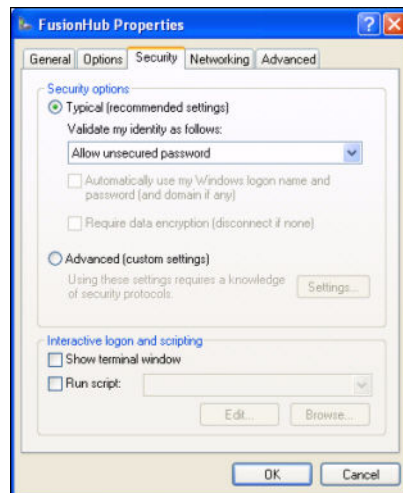 FusionHub Properties
General Options Security Networking Advanced
Security options
Typical (recommended settings)
Validate my identity as follows:
Allow unsecured password
Automatically use my Windows logon name and
password (and domain if any)
Require data encryption (disconnect if none)
Advanced (custom settings)
Using these settings requires a knowledge
of security protocols.
Settings...
Interactive logon and scripting
Show terminal window
Run script:
Edit... Browse...
OK Cancel